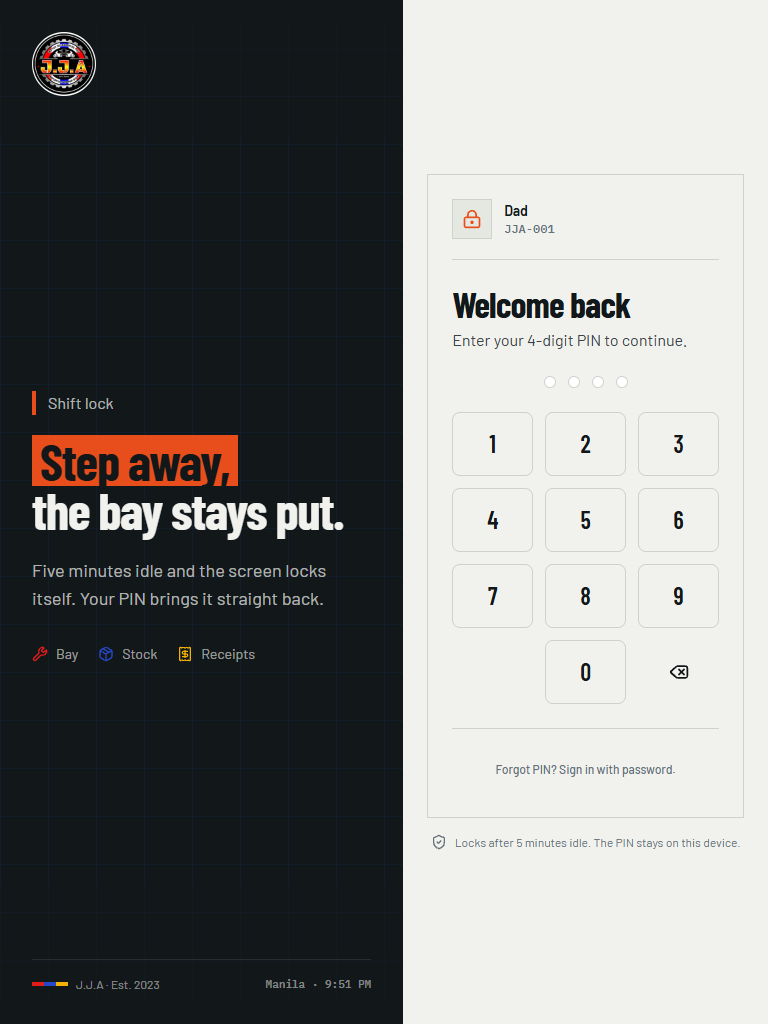 J.J.A
Shift lock
Step away,
the bay stays put.
Five minutes idle and the screen locks
itself. Your PIN brings it straight back.
Bay Stock Receipts
J.J.A · Est. 2023
Manila · 9:51 PM
Dad
JJA-001
Welcome back
Enter your 4-digit PIN to continue.
1 2 3
4 5 6
7 8 9
0
Forgot PIN? Sign in with password.
Locks after 5 minutes idle. The PIN stays on this device.